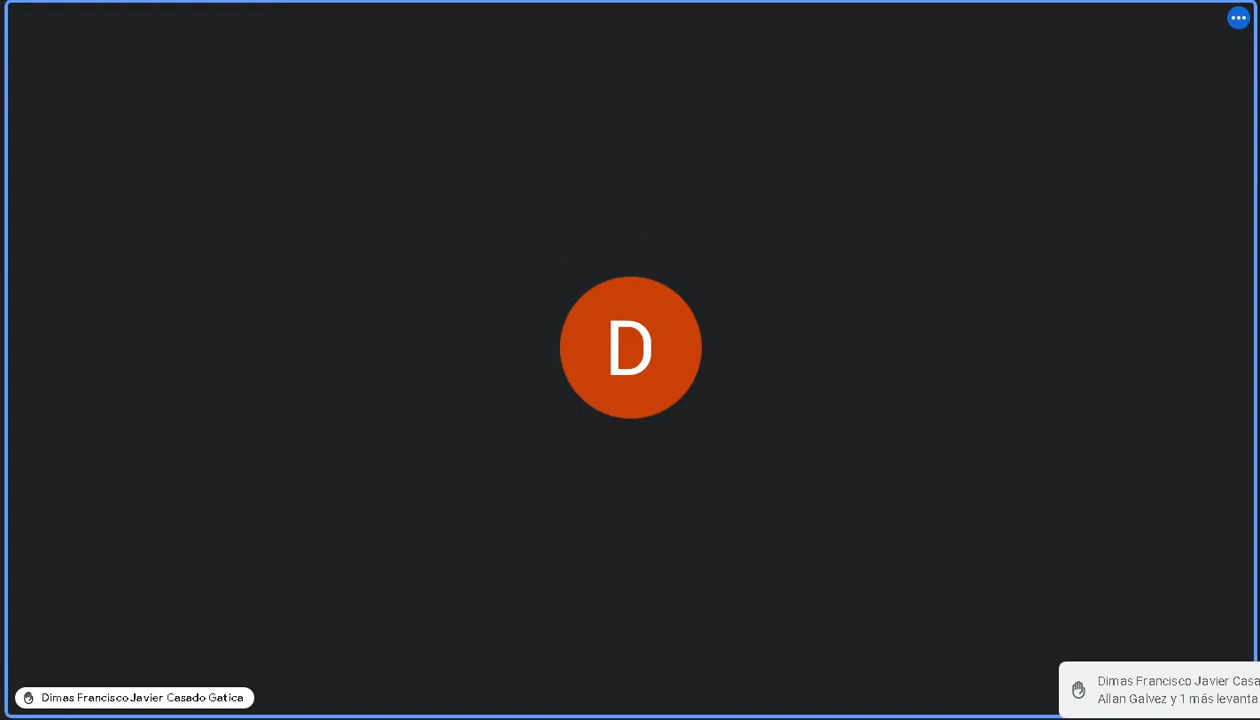 D
Dimas Francisco Javier Casado Gatica
Dimas Francisco Javier Casa
Allan Galvez y 1 más levanta